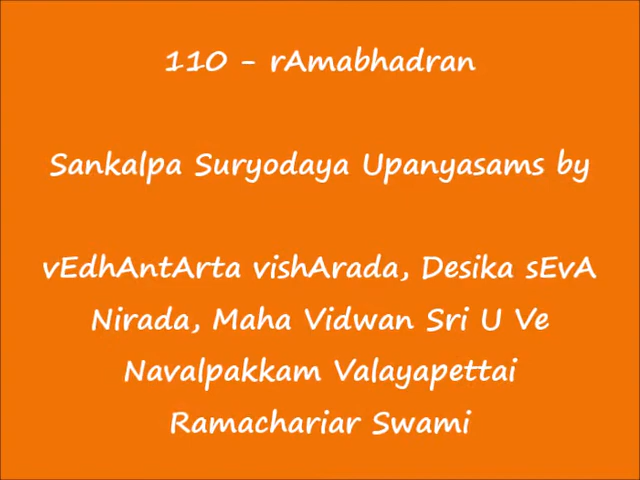 110 - rAmabhadran
Sankalpa Suryodaya Upanyasams by
vEdhAntArta vishArada, Desika sEvA
Nirada, Maha Vidwan Sri U Ve
Navalpakkam Valayapettai
Ramachariar Swami